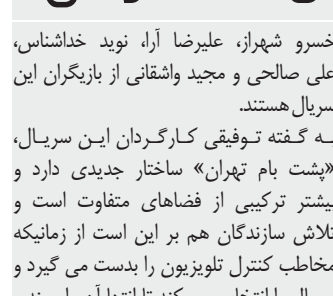 خسرو شهراز، علیرضا آرا، نوید خداشناس،
علی صالحی و مجید واشقانی از بازیگران این
سریال هستند.
به گفته توفیقی کارگردان این سریال،
«پشت بام تهران» ساختار جدیدی دارد و
بیشتر ترکیبی از فضاهای متفاوت است و
تلاش سازندگان هم بر این است از زمانیکه
مخاطب کنترل تلویزیون را بدست می گیرد و